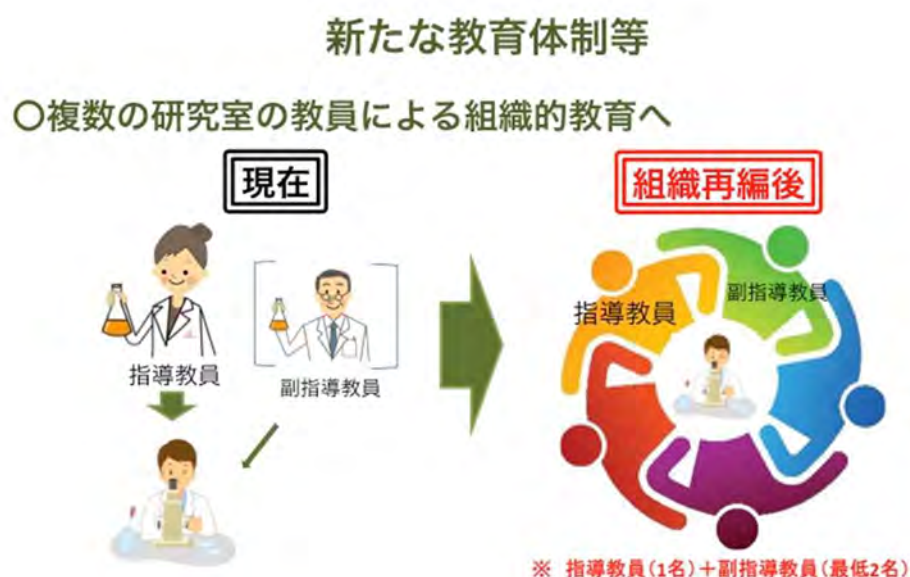 新たな教育体制等
〇複数の研究室の教員による組織的教育へ
現在
組織再編後
指導教員
副指導教員
指導教員
副指導教員
※ 指導教員(1名)+副指導教員(最低2名)